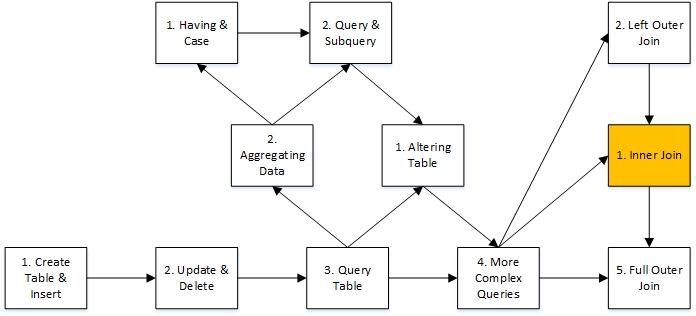 1. Having &
Case
2. Query &
Subquery
2. Left Outer
Join
2.
Aggregating
Data
1. Altering
Table
1. Inner Join
1. Create
Table &
Insert
2. Update &
Delete
3. Query
Table
4. More
Complex
Queries
5. Full Outer
Join